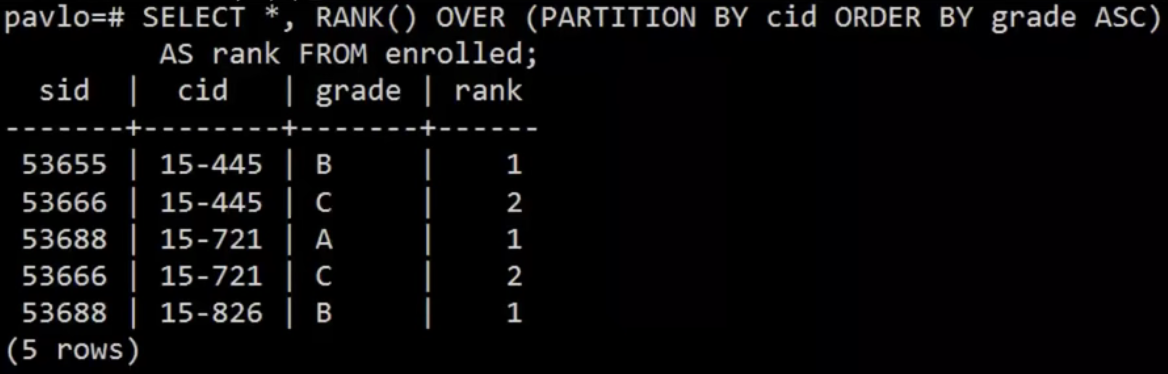 pavlo=# SELECT *, RANK() OVER (PARTITION BY cid ORDER BY grade ASC)
         AS rank FROM enrolled;
  sid  |  cid   | grade | rank
-------+--------+-------+------
 53655 | 15-445 | B     |    1
 53666 | 15-445 | C     |    2
 53688 | 15-721 | A     |    1
 53666 | 15-721 | C     |    2
 53688 | 15-826 | B     |    1
(5 rows)